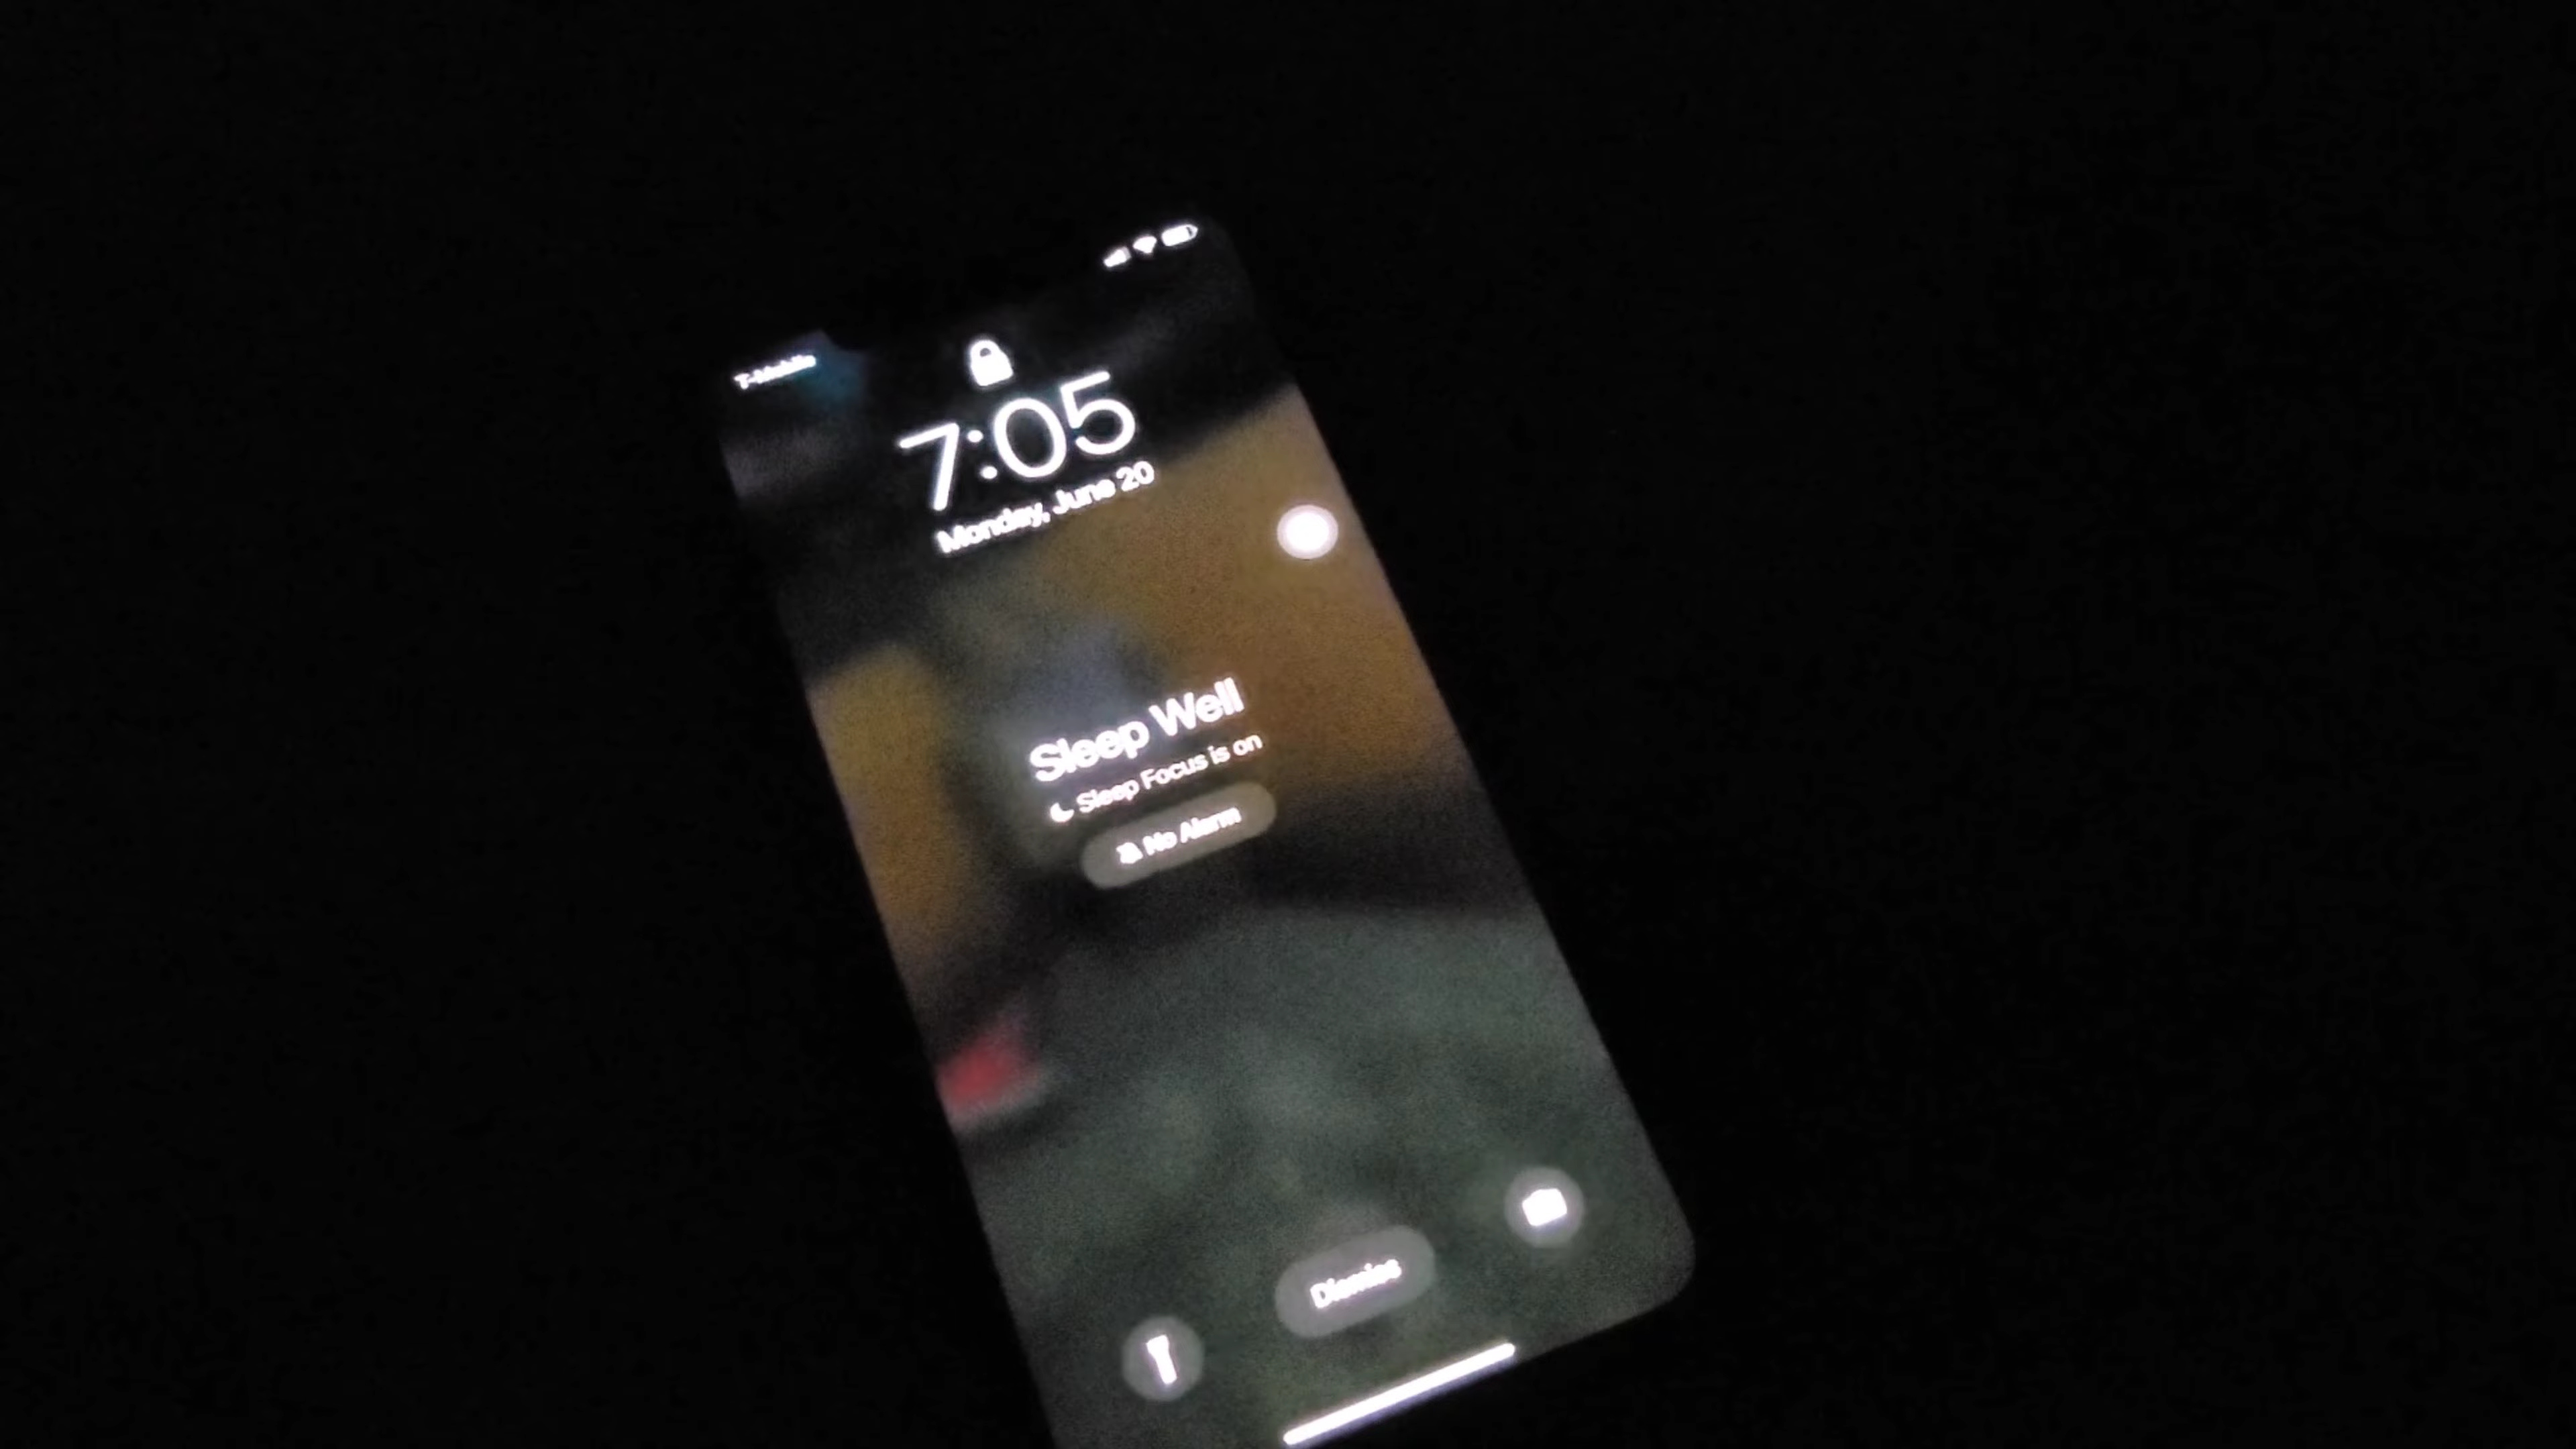 T-Mobile
7:05
Monday, June 20
Sleep Well
Sleep Focus is on
No Alarm
Dismiss